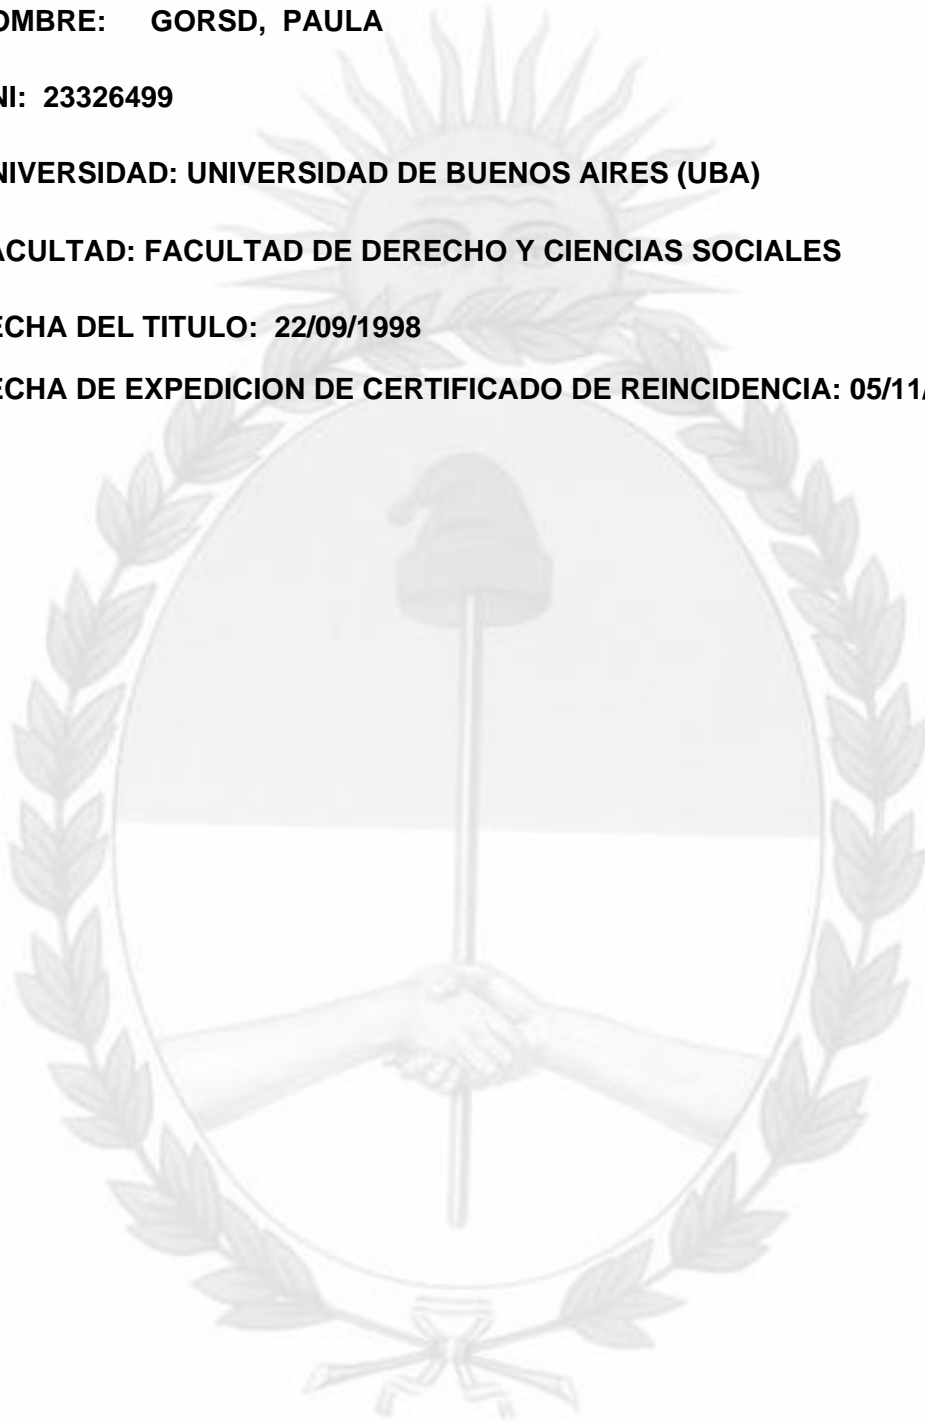 OMBRE: GORSD, PAULA
NI: 23326499
NIVERSIDAD: UNIVERSIDAD DE BUENOS AIRES (UBA)
ACULTAD: FACULTAD DE DERECHO Y CIENCIAS SOCIALES
ECHA DEL TITULO: 22/09/1998
ECHA DE EXPEDICION DE CERTIFICADO DE REINCIDENCIA: 05/11/